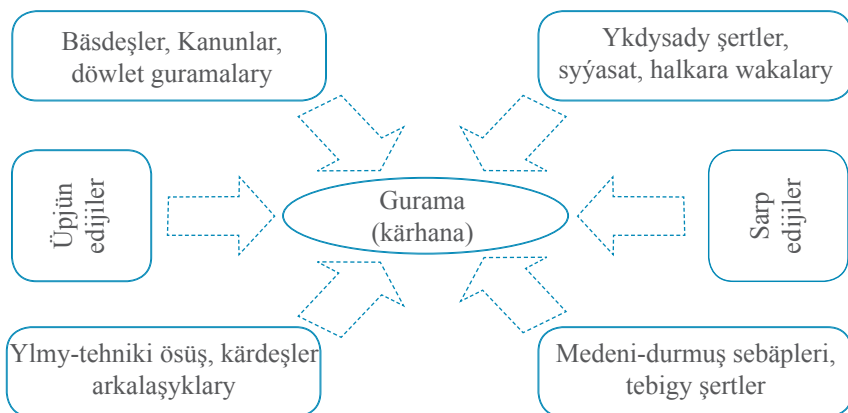 Bäsdeşler, Kanunlar,
döwlet guramalary
Ykdysady şertler,
syýasat, halkara wakalary
Üpjün
edijiler
Gurama
(kärhana)
Sarp
edijiler
Ylmy-tehniki ösüş, kärdeşler
arkalaşyklary
Medeni-durmuş sebäpleri,
tebigy şertler